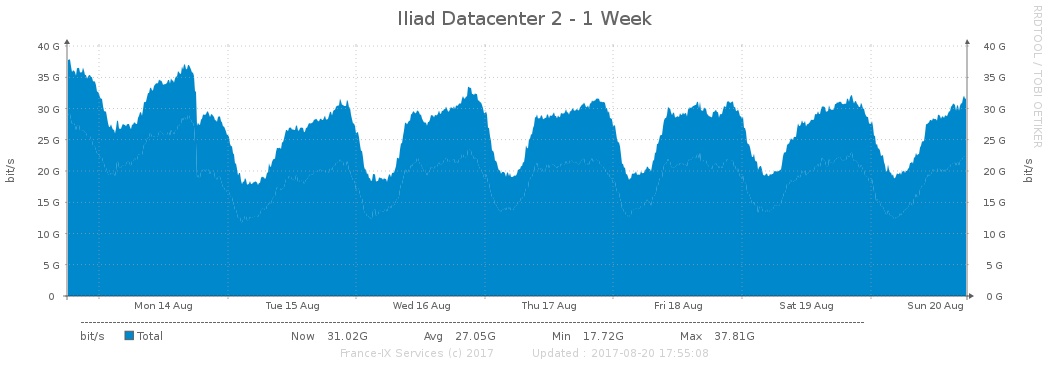 Iliad Datacenter 2 - 1 Week
RRDTOOL / TOBI OETIKER
40 G 40 G
35 G 35 G
30 G 30 G
25 G 25 G
20 G 20 G
15 G 15 G
10 G 10 G
5 G 5 G
0 0 G
bit/s
bit/s
Mon 14 Aug Tue 15 Aug Wed 16 Aug Thu 17 Aug Fri 18 Aug Sat 19 Aug Sun 20 Aug
bit/s Total Now 31.02G Avg 27.05G Min 17.72G Max 37.81G
France-IX Services (c) 2017 Updated : 2017-08-20 17:55:08